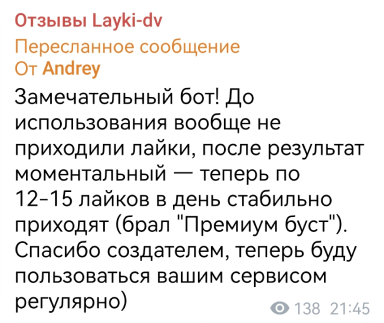 Отзывы Layki-dv
Пересланное сообщение
От Andrey
Замечательный бот! До
использования вообще не
приходили лайки, после результат
моментальный — теперь по
12-15 лайков в день стабильно
приходят (брал "Премиум буст").
Спасибо создателем, теперь буду
пользоваться вашим сервисом
регулярно)
138 21:45